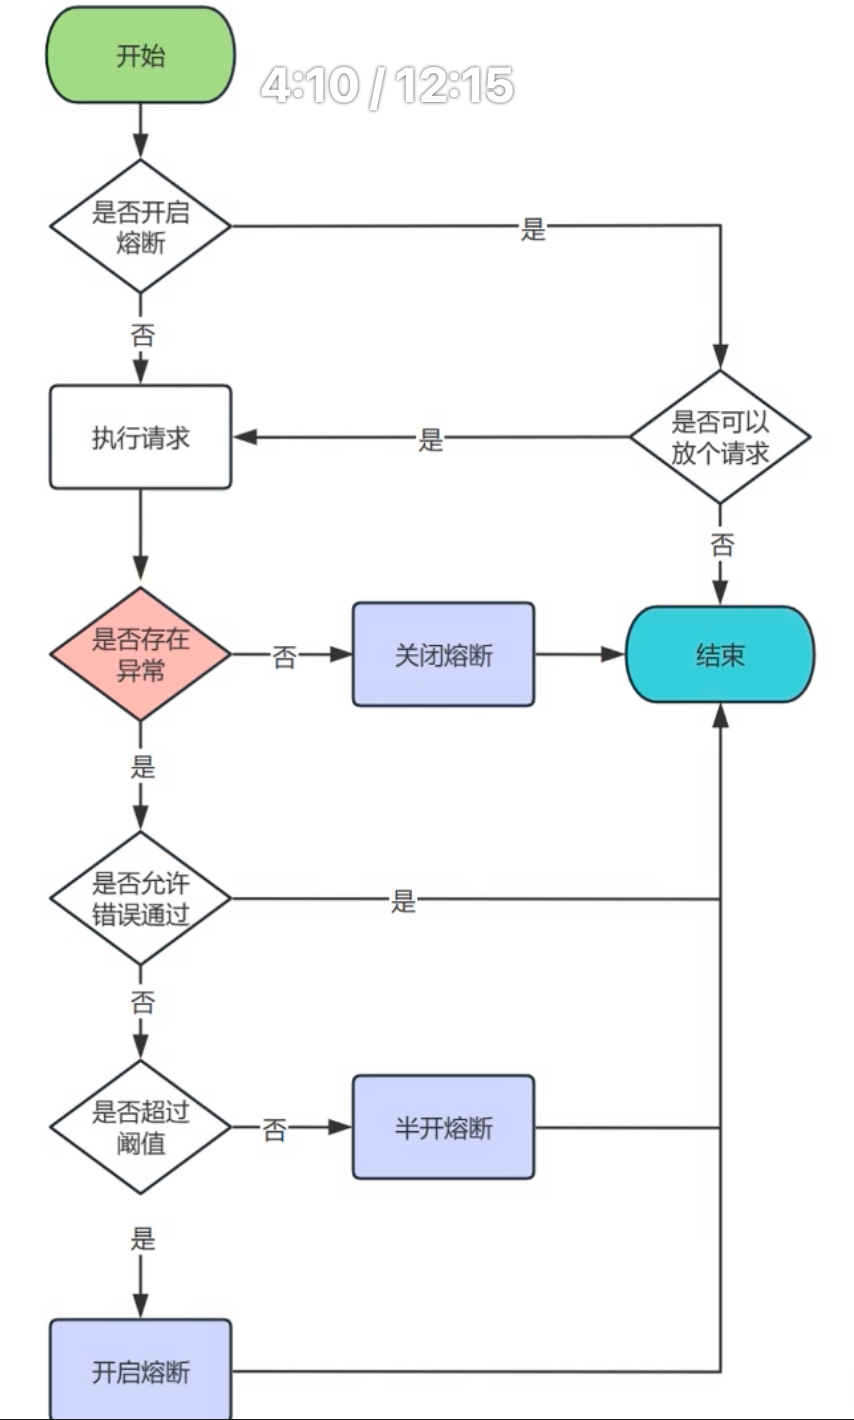 开始
4:10 / 12:15
是否开启
熔断
是
否
执行请求
是
是否可以
放个请求
否
是否存在
异常
否
关闭熔断
结束
是
是否允许
错误通过
是
否
是否超过
阈值
否
半开熔断
是
开启熔断